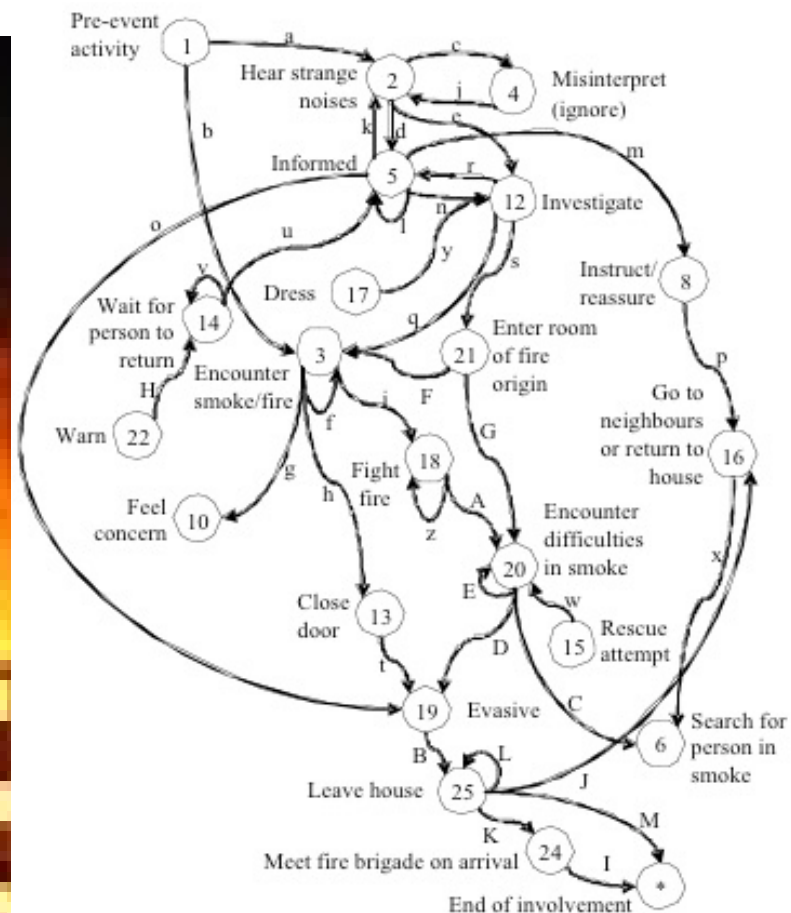 Pre-event
activity
1
a
2
c
4
Hear strange
noises
j
Misinterpret
(ignore)
b
k
d
e
Informed
5
r
m
12
Investigate
l
n
o
u
y
s
v
Dress
17
Instruct/
reassure
8
Wait for
person to
return
14
q
3
21
Enter room
of fire
origin
p
Encounter
smoke/fire
F
H
f
i
Go to
neighbours
or return to
house
16
Warn
22
G
18
g
h
Fight
fire
Feel
concern
10
A
z
Encounter
difficulties
in smoke
20
x
E
w
Close
door
13
15
Rescue
attempt
D
t
C
19
Evasive
6
Search for
person in
smoke
B
L
J
Leave house
25
M
K
Meet fire brigade on arrival
24
I
*
End of involvement